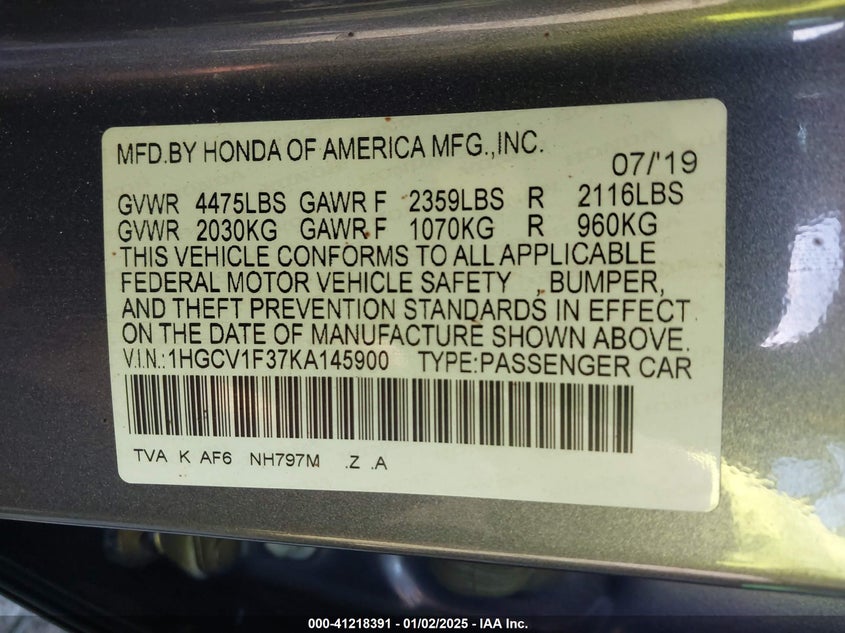 MFD.BY HONDA OF AMERICA MFG.,INC.
07/'19
GVWR 4475LBS GAWR F 2359LBS R 2116LBS
GVWR 2030KG GAWR F 1070KG R 960KG
THIS VEHICLE CONFORMS TO ALL APPLICABLE
FEDERAL MOTOR VEHICLE SAFETY , BUMPER,
AND THEFT PREVENTION STANDARDS IN EFFECT
ON THE DATE OF MANUFACTURE SHOWN ABOVE.
V.I.N.:1HGCV1F37KA145900 TYPE:PASSENGER CAR
TVA K AF6 NH797M .Z .A
000-41218391 | 01/02/2025 | IAA Inc.